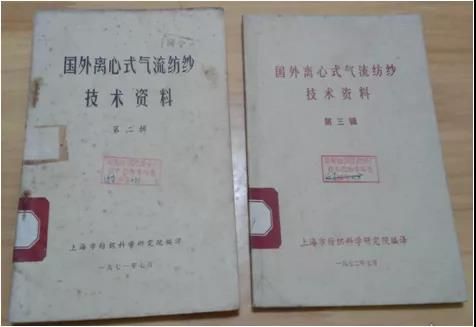 国外离心式气流纺纱
技术资料
第二辑
上海市纺织科学研究院编译
一九七一年七月
国外离心式气流纺纱
技术资料
第三辑
上海市纺织科学研究院编译
一九七二年七月